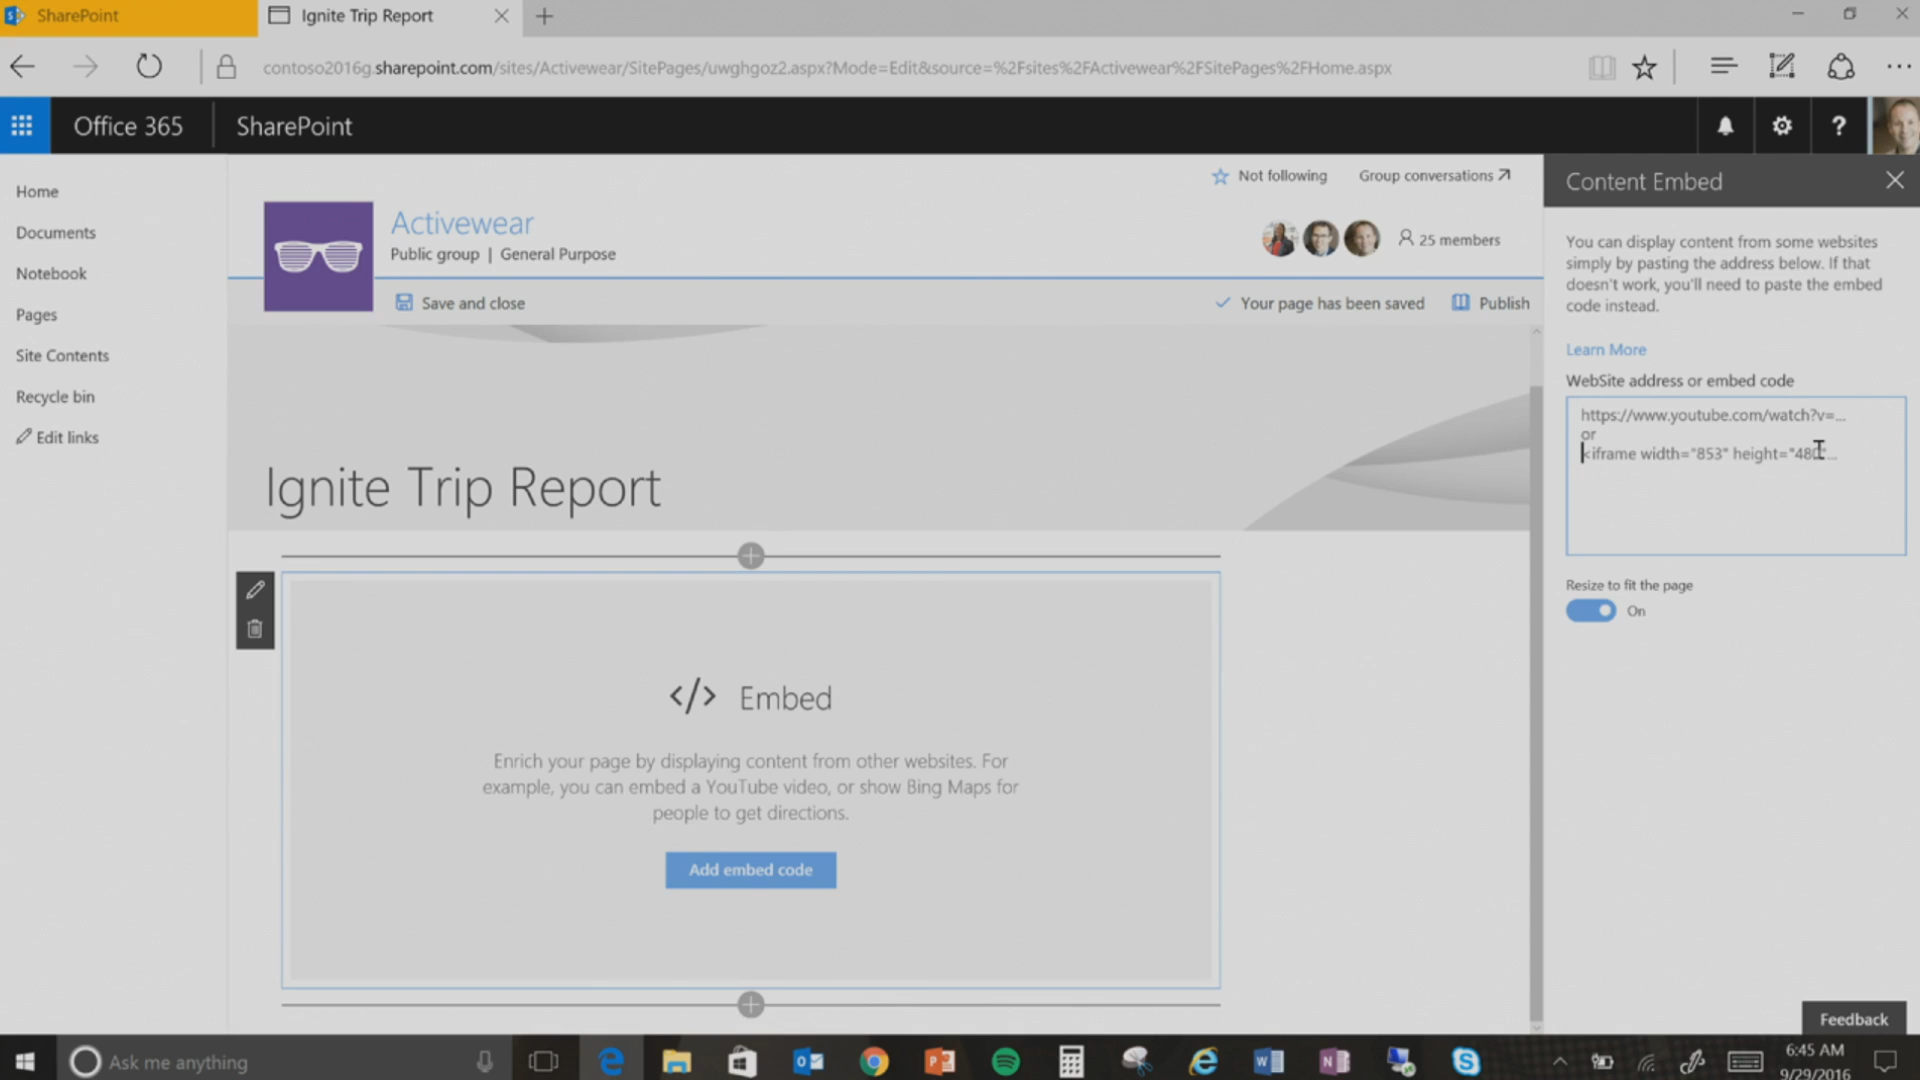 SharePoint
Ignite Trip Report
contoso2016g.sharepoint.com/sites/Activewear/SitePages/uwghgoz2.aspx?Mode=Edit&source=%2Fsites%2FActivewear%2FSitePages%2FHome.aspx
Office 365
SharePoint
?
Home
Documents
Notebook
Pages
Site Contents
Recycle bin
Edit links
Not following
Group conversations
Activewear
Public group | General Purpose
25 members
Save and close
Your page has been saved
Publish
Ignite Trip Report
</> Embed
Enrich your page by displaying content from other websites. For
example, you can embed a YouTube video, or show Bing Maps for
people to get directions.
Add embed code
Content Embed
You can display content from some websites
simply by pasting the address below. If that
doesn't work, you'll need to paste the embed
code instead.
Learn More
WebSite address or embed code
https://www.youtube.com/watch?v=...
or
<iframe width="853" height="480"...
Resize to fit the page
On
Feedback
Ask me anything
6:45 AM
9/29/2016